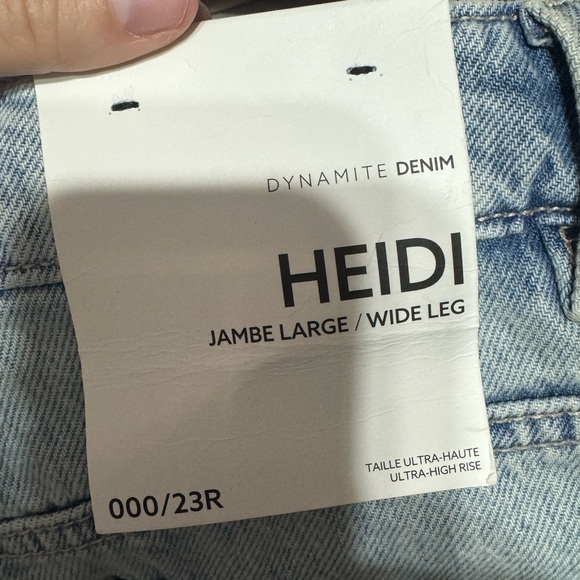 DYNAMITE DENIM
HEIDI
JAMBE LARGE / WIDE LEG
TAILLE ULTRA-HAUTE
ULTRA-HIGH RISE
000/23R